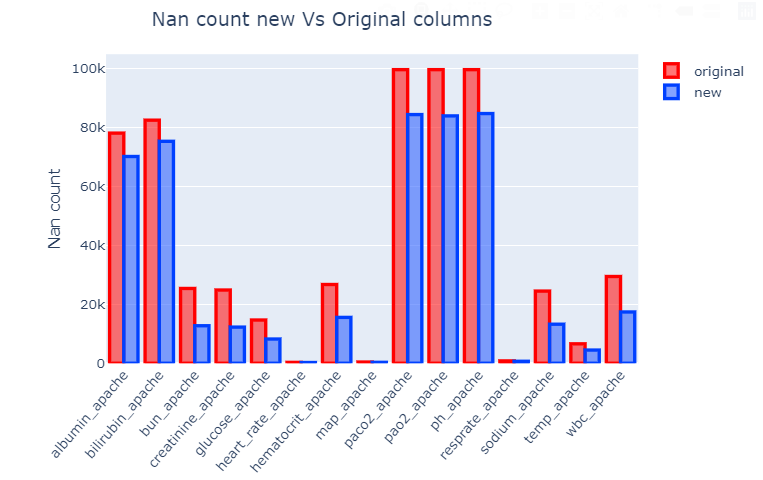 Nan count new Vs Original columns
original
new
Nan count
100k
80k
60k
40k
20k
0
albumin_apache
bilirubin_apache
bun_apache
creatinine_apache
glucose_apache
heart_rate_apache
hematocrit_apache
map_apache
paco2_apache
pao2_apache
ph_apache
resprate_apache
sodium_apache
temp_apache
wbc_apache